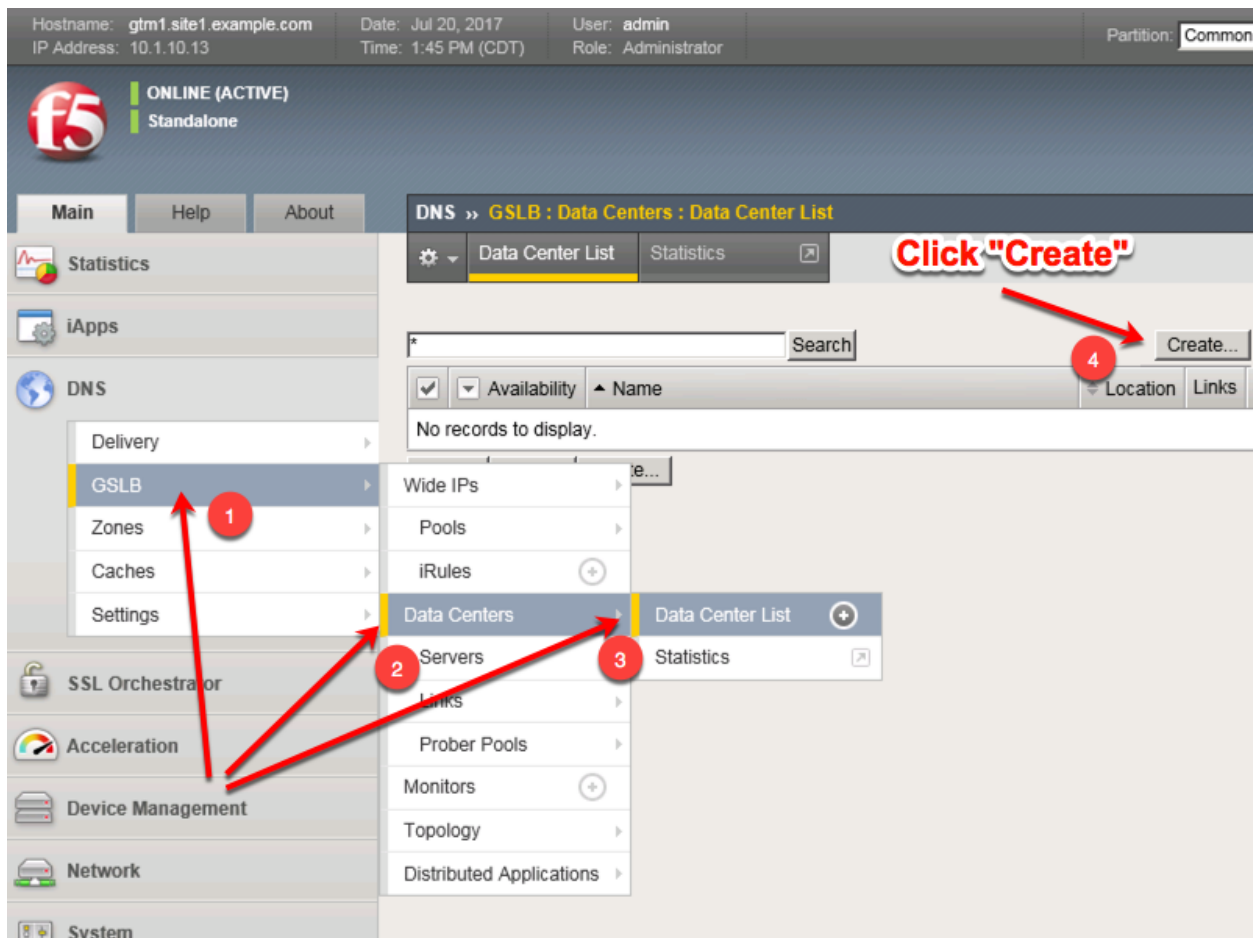 Hostname: gtm1.site1.example.com Date: Jul 20, 2017 User: admin Partition: Common
IP Address: 10.1.10.13 Time: 1:45 PM (CDT) Role: Administrator
f5
ONLINE (ACTIVE)
Standalone
Main Help About
DNS ›› GSLB : Data Centers : Data Center List
Data Center List Statistics
Click "Create"
Statistics
iApps
* Search Create...
4
DNS
Availability Name Location Links
No records to display.
Delivery
GSLB
1
Zones
Caches
Settings
te...
Wide IPs
Pools
iRules
Data Centers
2
Servers
Links
Prober Pools
Monitors
Topology
Distributed Applications
Data Center List
3
Statistics
SSL Orchestrator
Acceleration
Device Management
Network
System